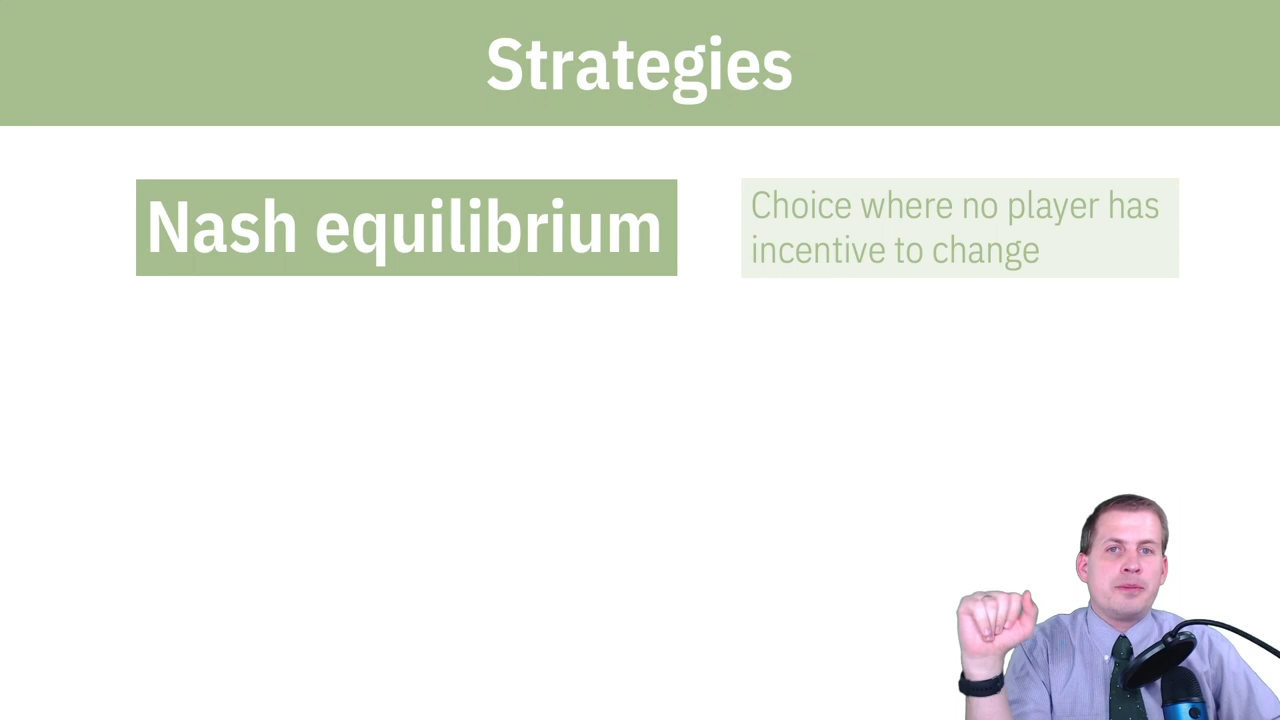 Strategies
Nash equilibrium
Choice where no player has
incentive to change